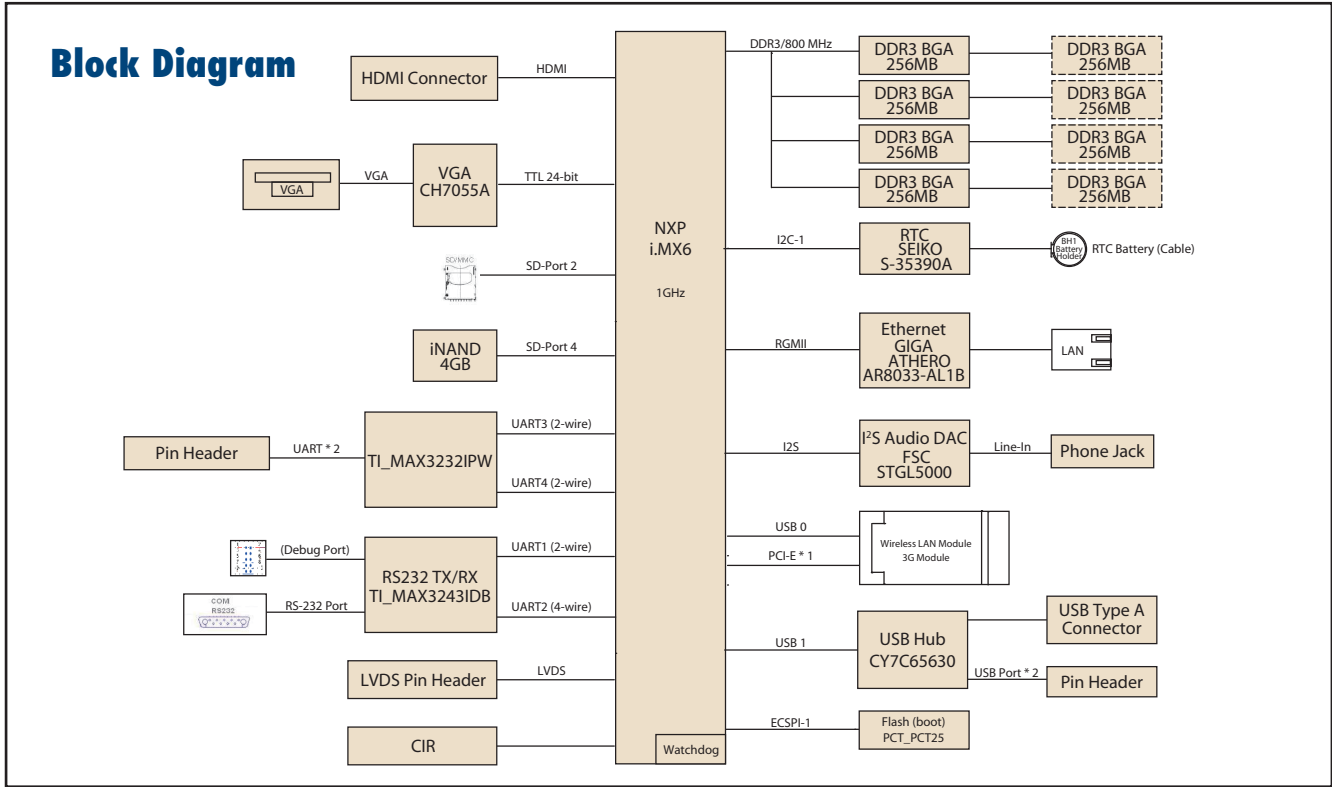 Block Diagram
HDMI Connector
HDMI
VGA
VGA
VGA
CH7055A
TTL 24-bit
SD/MMC
SD-Port 2
iNAND
4GB
SD-Port 4
Pin Header
UART * 2
TI_MAX3232IPW
UART3 (2-wire)
UART4 (2-wire)
(Debug Port)
COM
RS232
RS-232 Port
RS232 TX/RX
TI_MAX3243IDB
UART1 (2-wire)
UART2 (4-wire)
LVDS Pin Header
LVDS
CIR
NXP
i.MX6
1GHz
Watchdog
DDR3/800 MHz
DDR3 BGA
256MB
DDR3 BGA
256MB
DDR3 BGA
256MB
DDR3 BGA
256MB
DDR3 BGA
256MB
DDR3 BGA
256MB
DDR3 BGA
256MB
DDR3 BGA
256MB
I2C-1
RTC
SEIKO
S-35390A
BH1
Battery
Holder
RTC Battery (Cable)
RGMII
Ethernet
GIGA
ATHERO
AR8033-AL1B
LAN
I2S
I²S Audio DAC
FSC
STGL5000
Line-In
Phone Jack
USB 0
PCI-E * 1
Wireless LAN Module
3G Module
USB 1
USB Hub
CY7C65630
USB Type A
Connector
USB Port * 2
Pin Header
ECSPI-1
Flash (boot)
PCT_PCT25